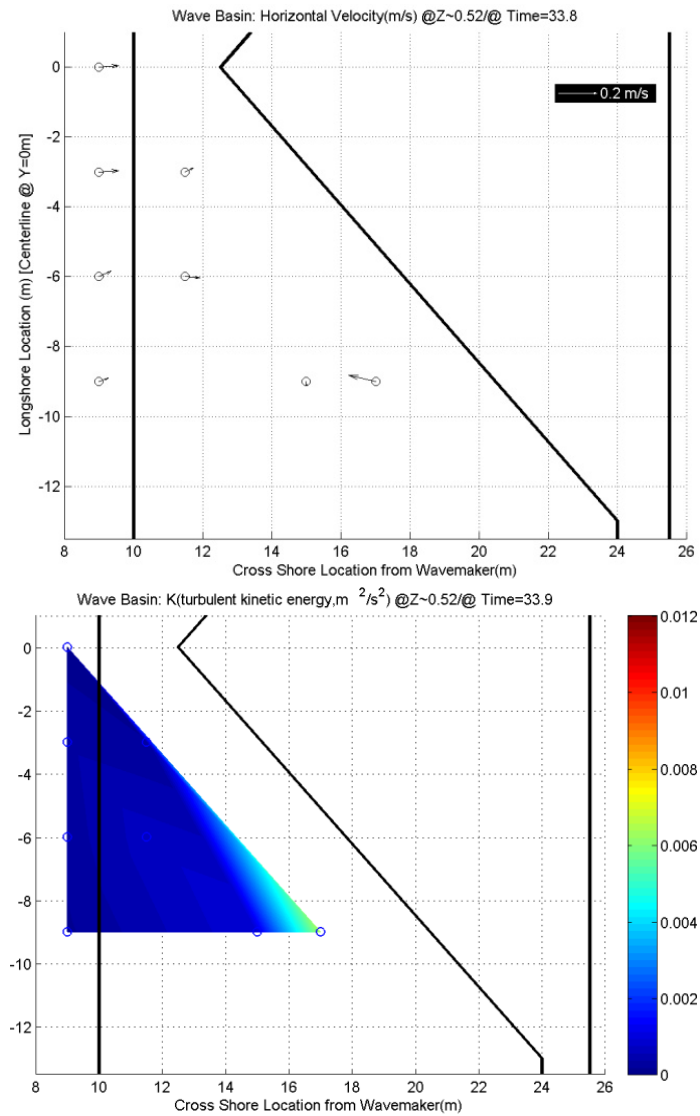 Wave Basin: Horizontal Velocity(m/s) @Z~0.52/@ Time=33.8
0.2 m/s
0
-2
-4
-6
-8
-10
-12
Longshore Location (m) [Centerline @ Y=0m]
8 10 12 14 16 18 20 22 24 26
Cross Shore Location from Wavemaker(m)
Wave Basin: K(turbulent kinetic energy,m ²/s²) @Z~0.52/@ Time=33.9
0
-2
-4
-6
-8
-10
-12
8 10 12 14 16 18 20 22 24 26
Cross Shore Location from Wavemaker(m)
0.012
0.01
0.008
0.006
0.004
0.002
0